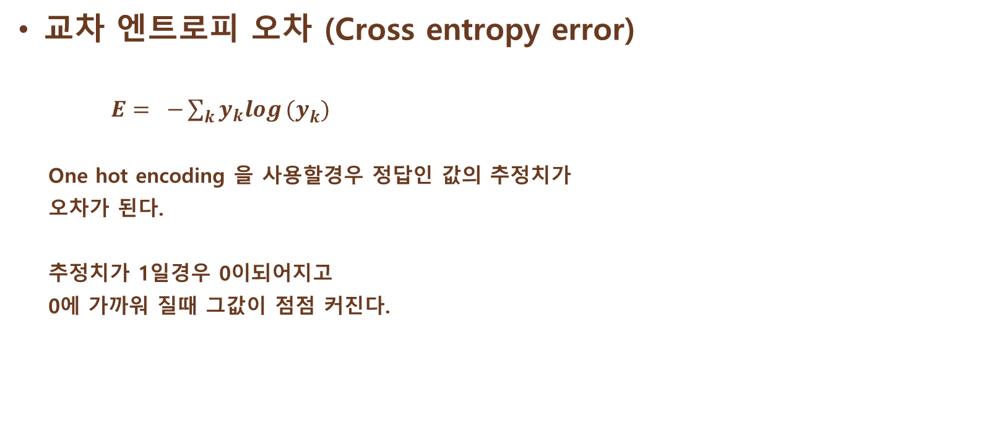 • 교차 엔트로피 오차 (Cross entropy error)
E = −∑ₖ yₖlog (yₖ)
One hot encoding 을 사용할경우 정답인 값의 추정치가
오차가 된다.
추정치가 1일경우 0이되어지고
0에 가까워 질때 그값이 점점 커진다.